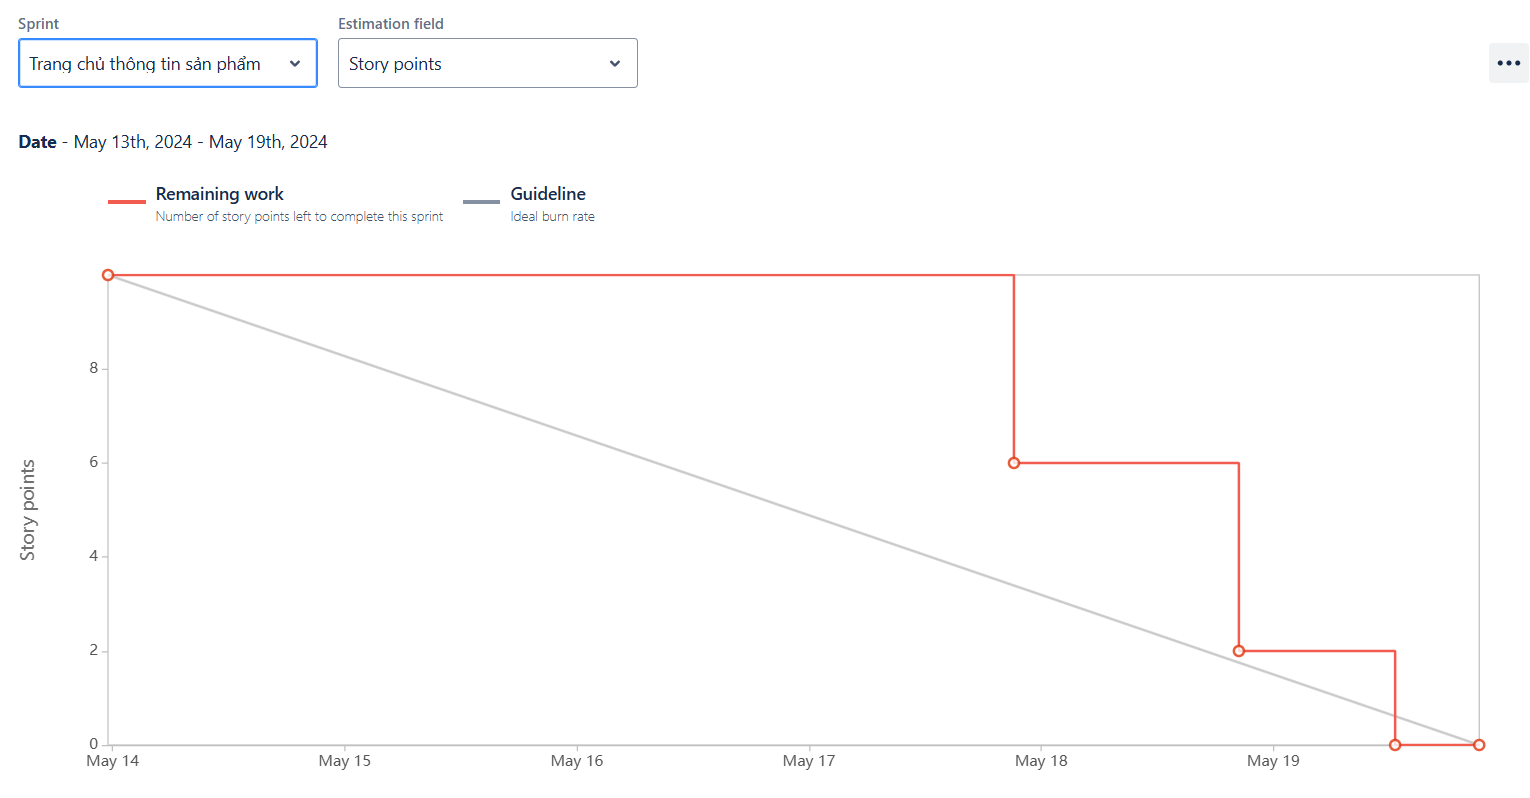 Sprint
Estimation field
Trang chủ thông tin sản phẩm
Story points
Date - May 13th, 2024 - May 19th, 2024
Remaining work
Number of story points left to complete this sprint
Guideline
Ideal burn rate
Story points
8
6
4
2
0
May 14
May 15
May 16
May 17
May 18
May 19